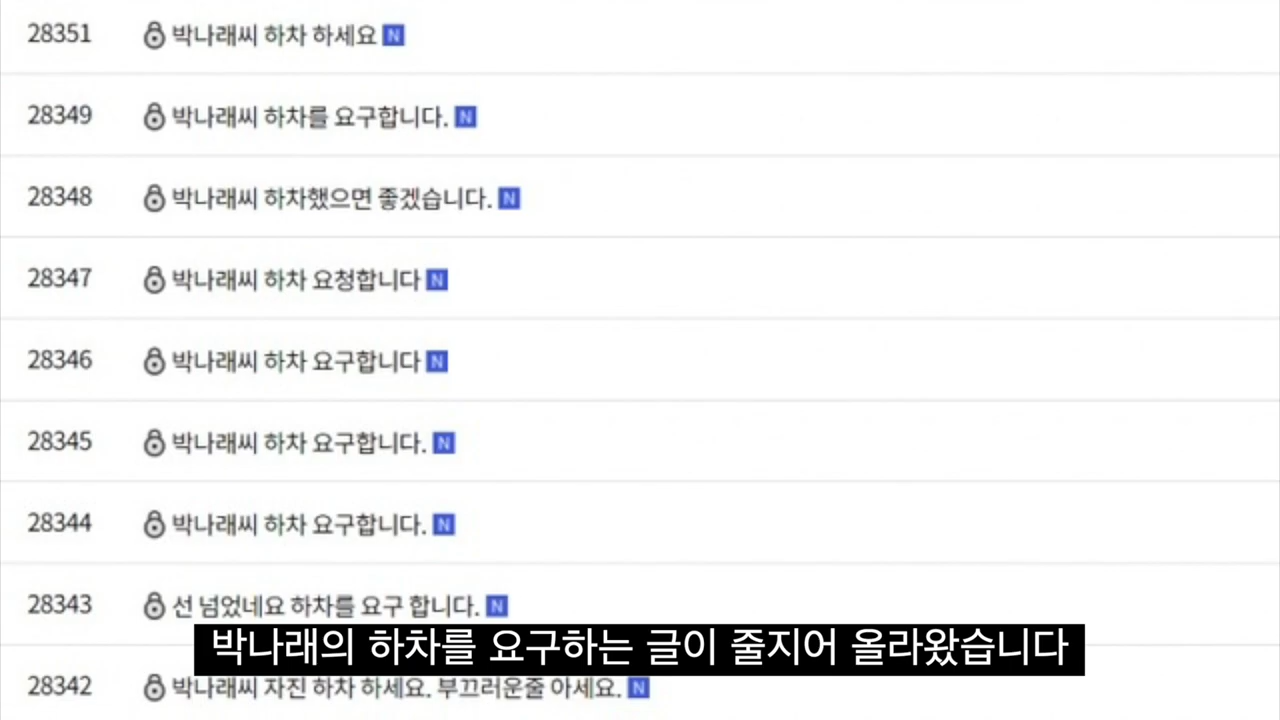 28351 박나래씨 하차 하세요 N
28349 박나래씨 하차를 요구합니다. N
28348 박나래씨 하차했으면 좋겠습니다. N
28347 박나래씨 하차 요청합니다 N
28346 박나래씨 하차 요구합니다 N
28345 박나래씨 하차 요구합니다. N
28344 박나래씨 하차 요구합니다. N
28343 선 넘었네요 하차를 요구 합니다. N
박나래의 하차를 요구하는 글이 줄지어 올라왔습니다
28342 박나래씨 자진 하차 하세요. 부끄러운줄 아세요. N